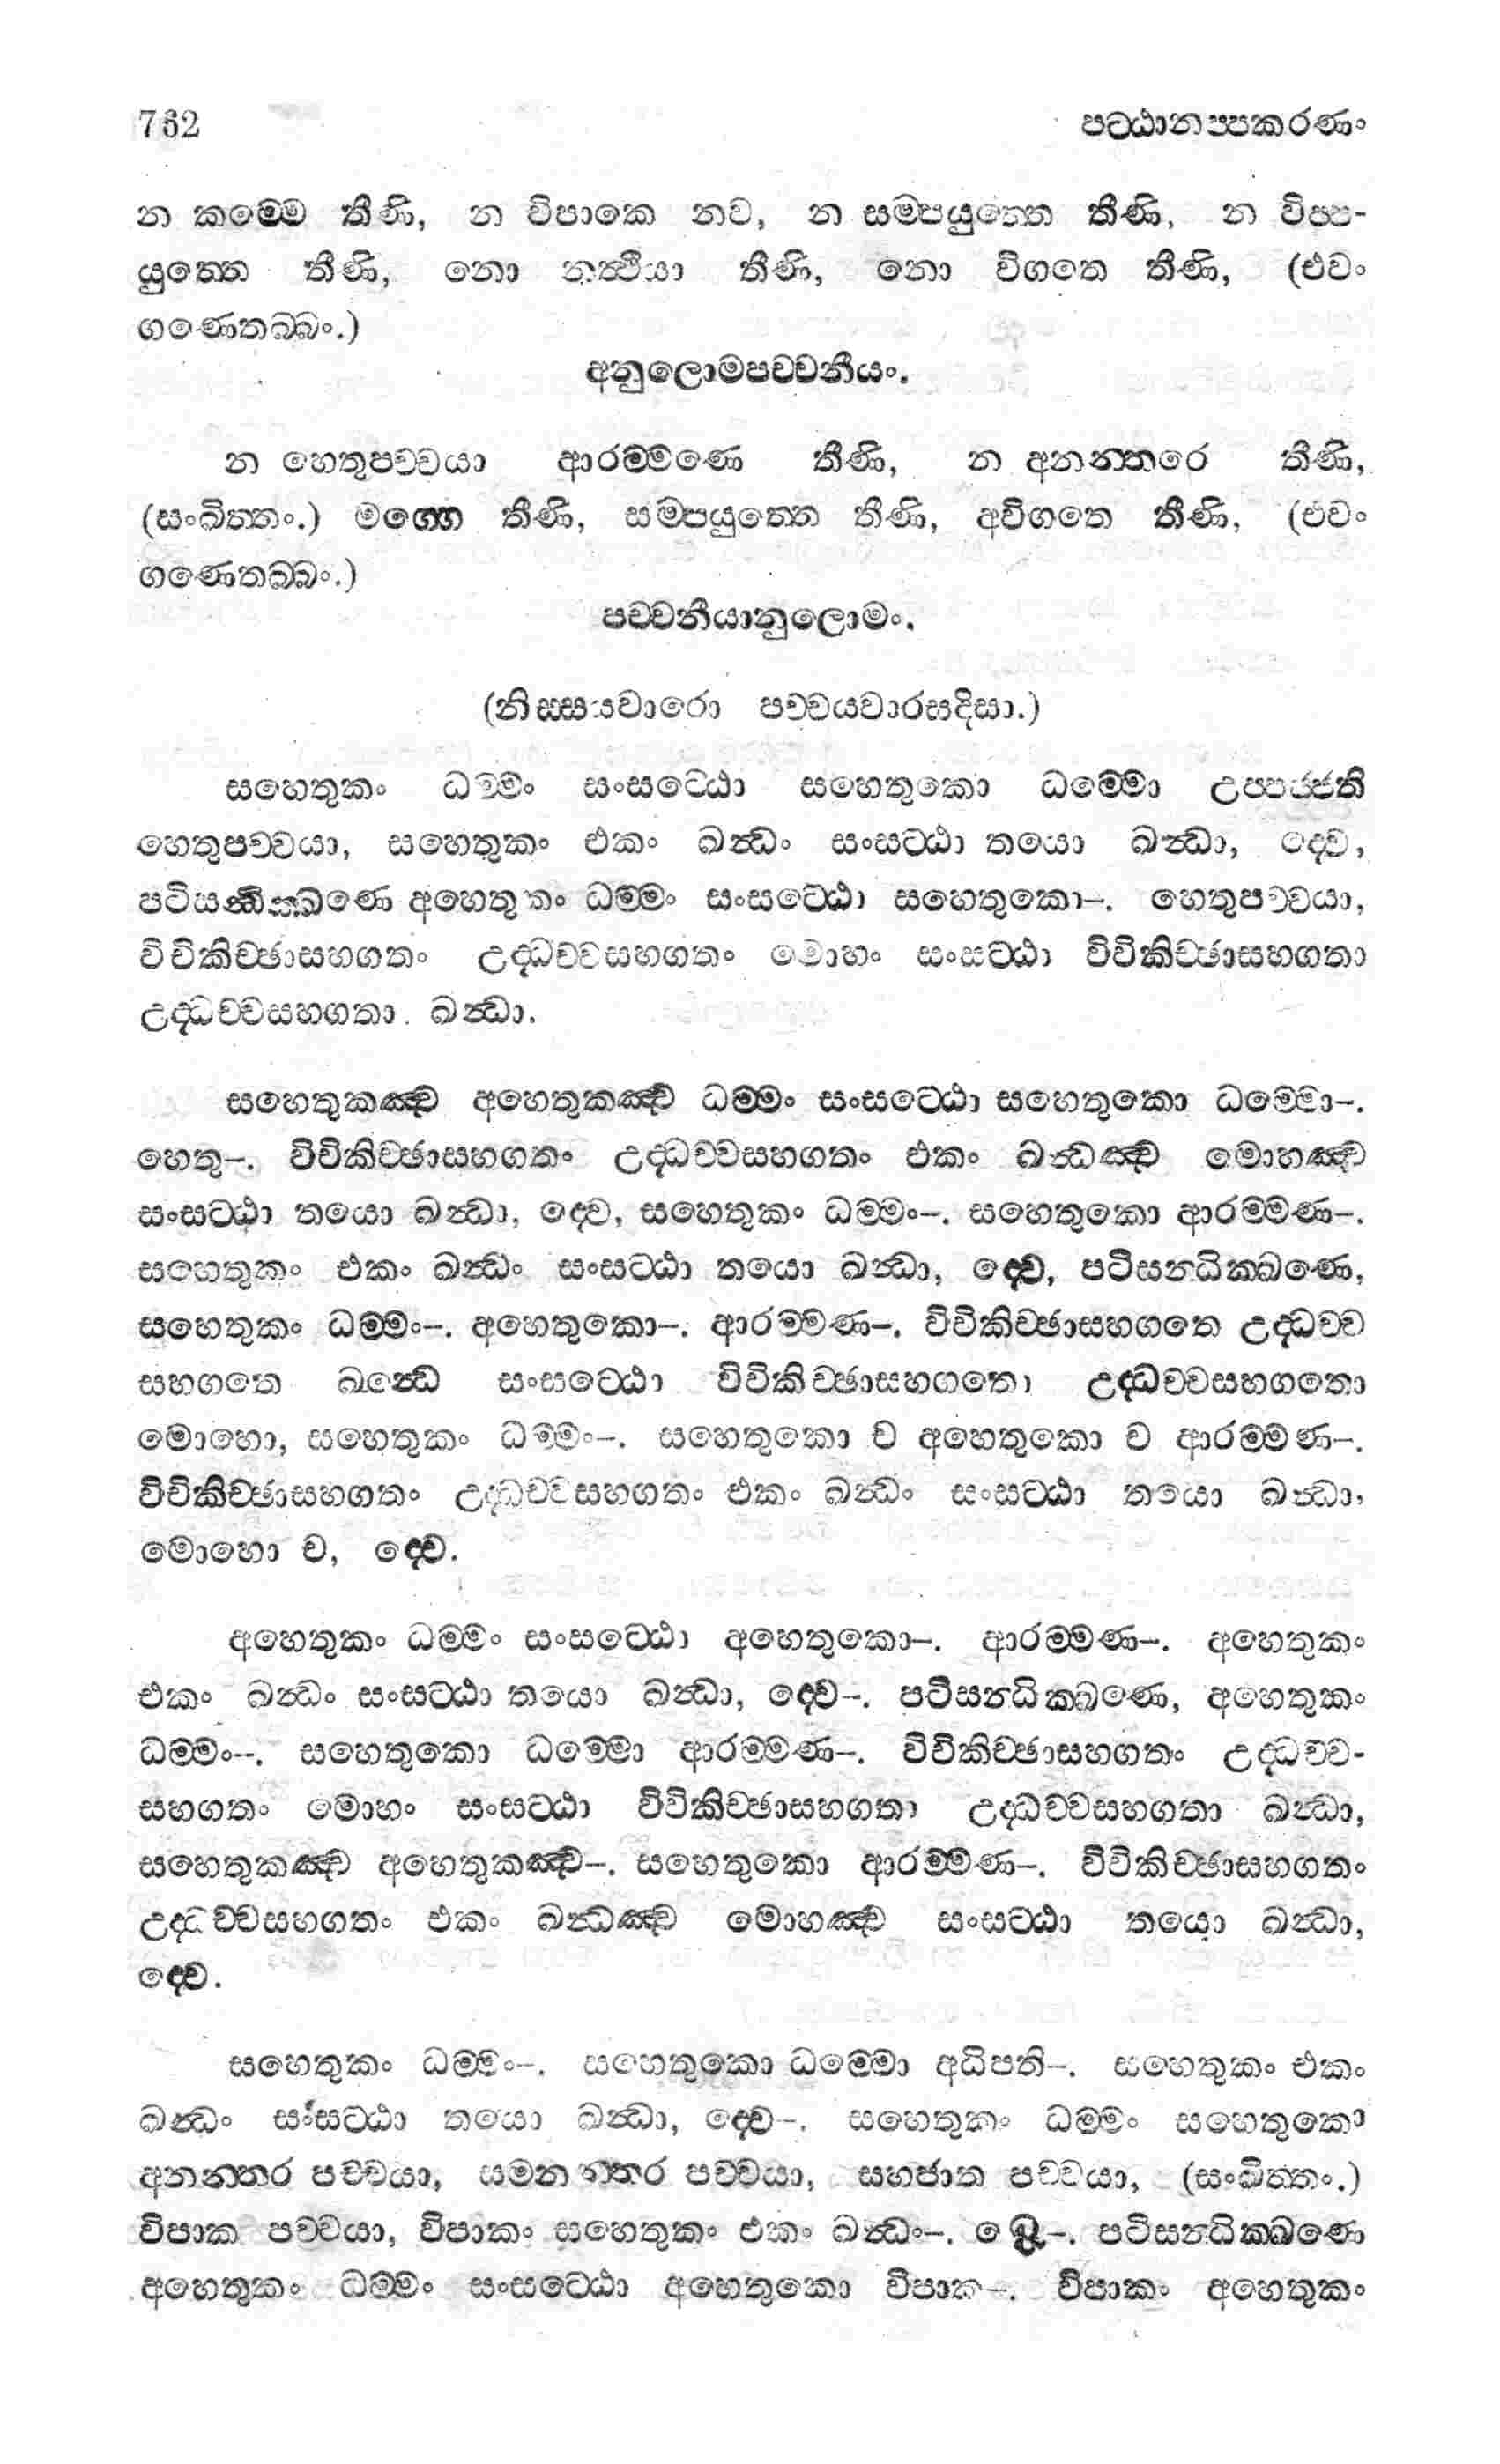 762 පට්ඨානප්පකරණං
න කම්මෙ තීණි, න විපාකෙ නව, න සම්පයුත්තෙ තීණි, න විප්ප-
යුත්තෙ තීණි, නො නත්ථියා තීණි, නො විගතෙ තීණි, (එවං
ගණෙතබ්බං.)
අනුලොමපච්චනීයං.
න හෙතුපච්චයා ආරම්මණෙ තීණි, න අනන්තරෙ තීණි,
(සංඛිත්තං.) මග්ගෙ තීණි, සම්පයුත්තෙ තීණි, අවිගතෙ තීණි, (එවං
ගණෙතබ්බං.)
පච්චනීයානුලොමං.
(නිස්සයවාරො පච්චයවාරසදිසා.)
සහෙතුකං ධම්මං සංසට්ඨො සහෙතුකො ධම්මො උප්පජ්ජති
හෙතුපච්චයා, සහෙතුකං එකං ඛන්ධං සංසට්ඨා තයො ඛන්ධා, ද්වෙ,
පටිසන්ධික්ඛණෙ අහෙතුකං ධම්මං සංසට්ඨො සහෙතුකො-. හෙතුපච්චයා,
විචිකිච්ඡාසහගතං උද්ධච්චසහගතං මොහං සංසට්ඨා විචිකිච්ඡාසහගතා
උද්ධච්චසහගතා ඛන්ධා.
සහෙතුකඤ්ච අහෙතුකඤ්ච ධම්මං සංසට්ඨො සහෙතුකො ධම්මො-.
හෙතු-. විචිකිච්ඡාසහගතං උද්ධච්චසහගතං එකං ඛන්ධඤ්ච මොහඤ්ච
සංසට්ඨා තයො ඛන්ධා, ද්වෙ, සහෙතුකං ධම්මං-. සහෙතුකො ආරම්මණ-.
සහෙතුකං එකං ඛන්ධං සංසට්ඨා තයො ඛන්ධා, ද්වෙ, පටිසන්ධික්ඛණෙ,
සහෙතුකං ධම්මං-. අහෙතුකො-. ආරම්මණ-. විචිකිච්ඡාසහගතෙ උද්ධච්ච
සහගතෙ ඛන්ධෙ සංසට්ඨො විචිකිච්ඡාසහගතො උද්ධච්චසහගතො
මොහො, සහෙතුකං ධම්මං-. සහෙතුකො ච අහෙතුකො ච ආරම්මණ-.
විචිකිච්ඡාසහගතං උද්ධච්චසහගතං එකං ඛන්ධං සංසට්ඨා තයො ඛන්ධා,
මොහො ච, ද්වෙ.
අහෙතුකං ධම්මං සංසට්ඨො අහෙතුකො-. ආරම්මණ-. අහෙතුකං
එකං ඛන්ධං සංසට්ඨා තයො ඛන්ධා, ද්වෙ-. පටිසන්ධික්ඛණෙ, අහෙතුකං
ධම්මං-. සහෙතුකො ධම්මො ආරම්මණ-. විචිකිච්ඡාසහගතං උද්ධච්ච-
සහගතං මොහං සංසට්ඨා විචිකිච්ඡාසහගතා උද්ධච්චසහගතා ඛන්ධා,
සහෙතුකඤ්ච අහෙතුකඤ්ච-. සහෙතුකො ආරම්මණ-. විචිකිච්ඡාසහගතං
උද්ධච්චසහගතං එකං ඛන්ධඤ්ච මොහඤ්ච සංසට්ඨා තයො ඛන්ධා,
ද්වෙ.
සහෙතුකං ධම්මං-. සහෙතුකො ධම්මො අධිපති-. සහෙතුකං එකං
ඛන්ධං සංසට්ඨා තයො ඛන්ධා, ද්වෙ-. සහෙතුකං ධම්මං සහෙතුකො
අනන්තර පච්චයා, සමනන්තර පච්චයා, සහජාත පච්චයා, (සංඛිත්තං.)
විපාක පච්චයා, විපාකං සහෙතුකං එකං ඛන්ධං-. පටිසන්ධික්ඛණෙ
අහෙතුකං ධම්මං සංසට්ඨො අහෙතුකො විපාක-. විපාකං අහෙතුකං